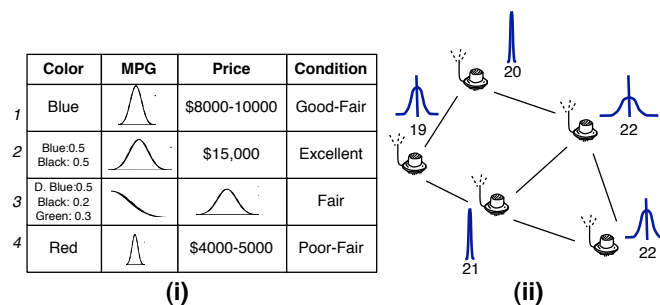 Color MPG Price Condition
1 Blue $8000-10000 Good-Fair
2 Blue:0.5 Black: 0.5 $15,000 Excellent
3 D. Blue:0.5 Black: 0.2 Green: 0.3 Fair
4 Red $4000-5000 Poor-Fair
(i)
20
19
22
21
22
(ii)